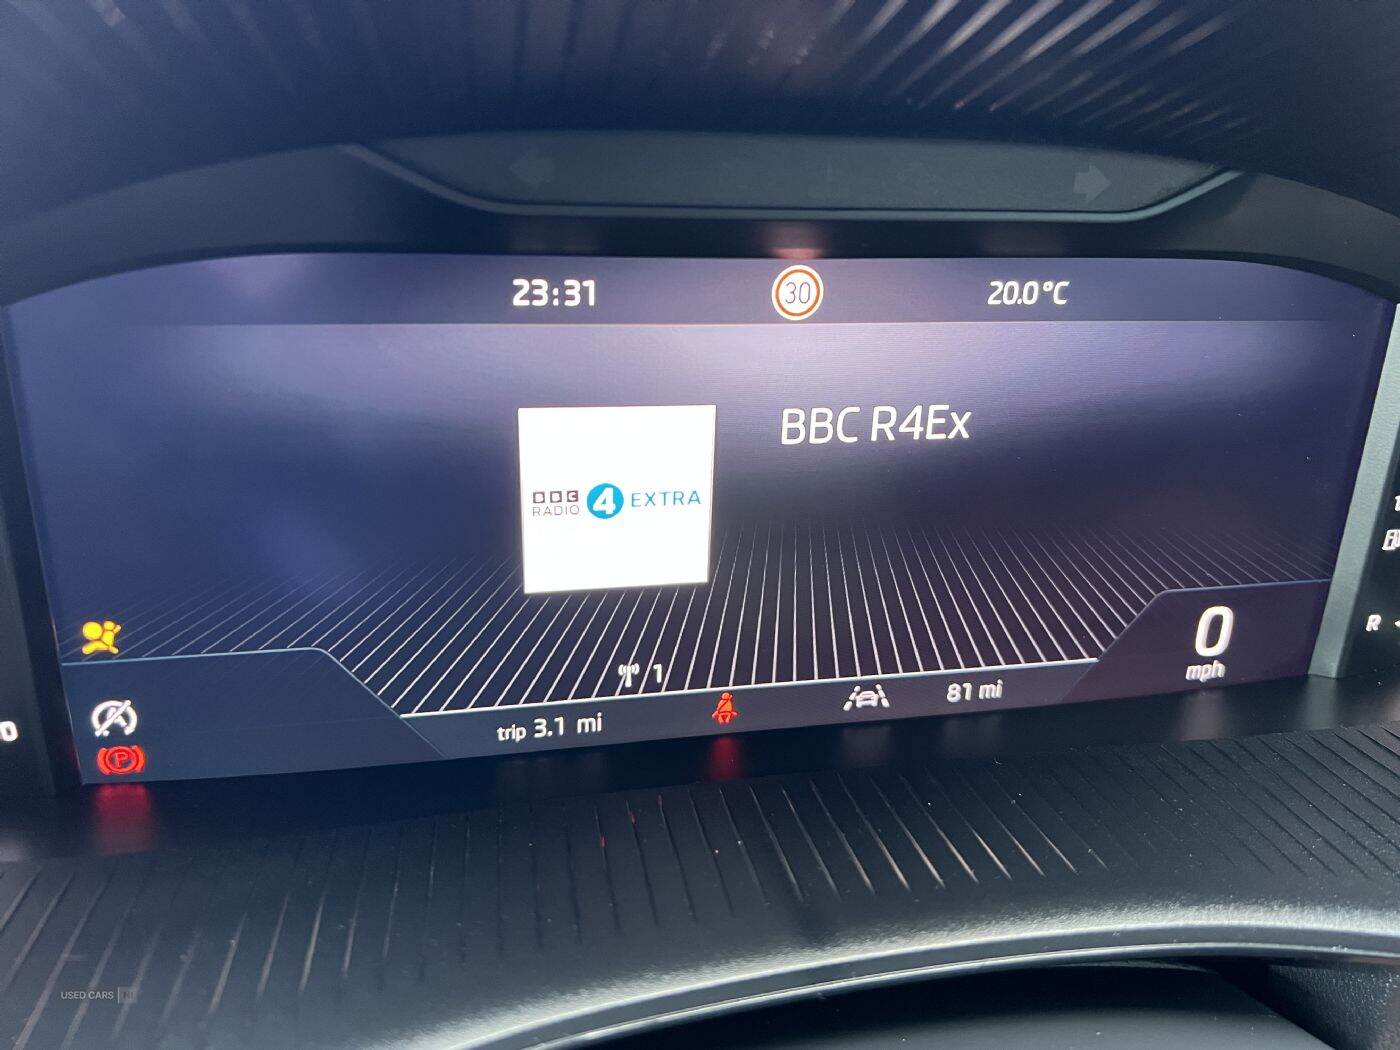 23:31
30
20.0°C
BBC R4Ex
BBC
RADIO
4 EXTRA
0
mph
R
1
81 mi
trip 3.1 mi
P
USED CARS NI